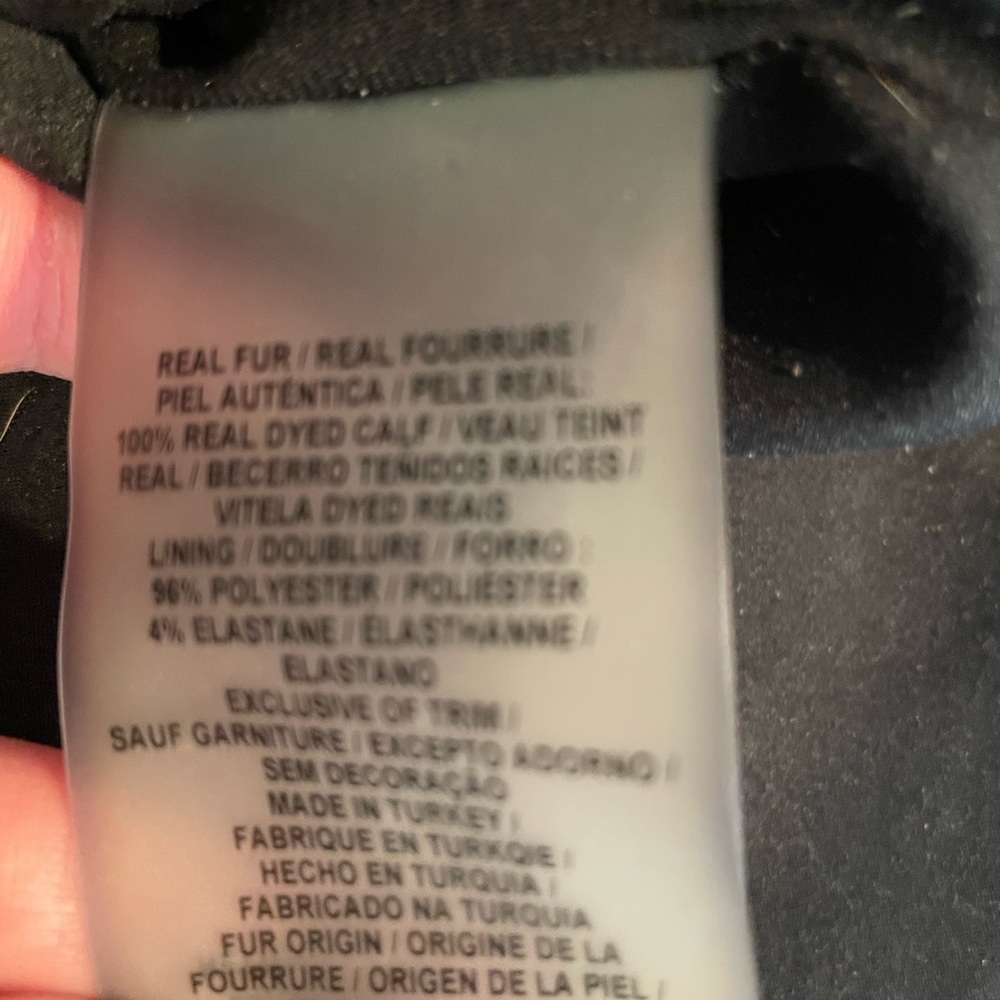 REAL FUR / REAL FOURRURE /
PIEL AUTÉNTICA / PELE REAL:
100% REAL DYED CALF / VEAU TEINT
REAL / BECERRO TEÑIDOS RAICES /
VITELA DYED REAIS
LINING / DOUBLURE / FORRO :
96% POLYESTER / POLIÉSTER
4% ELASTANE / ÉLASTHANNE /
ELASTANO
EXCLUSIVE OF TRIM /
SAUF GARNITURE / EXCEPTO ADORNO /
SEM DECORAÇÃO
MADE IN TURKEY /
FABRIQUE EN TURKQIE /
HECHO EN TURQUIA /
FABRICADO NA TURQUIA
FUR ORIGIN / ORIGINE DE LA
FOURRURE / ORIGEN DE LA PIEL /